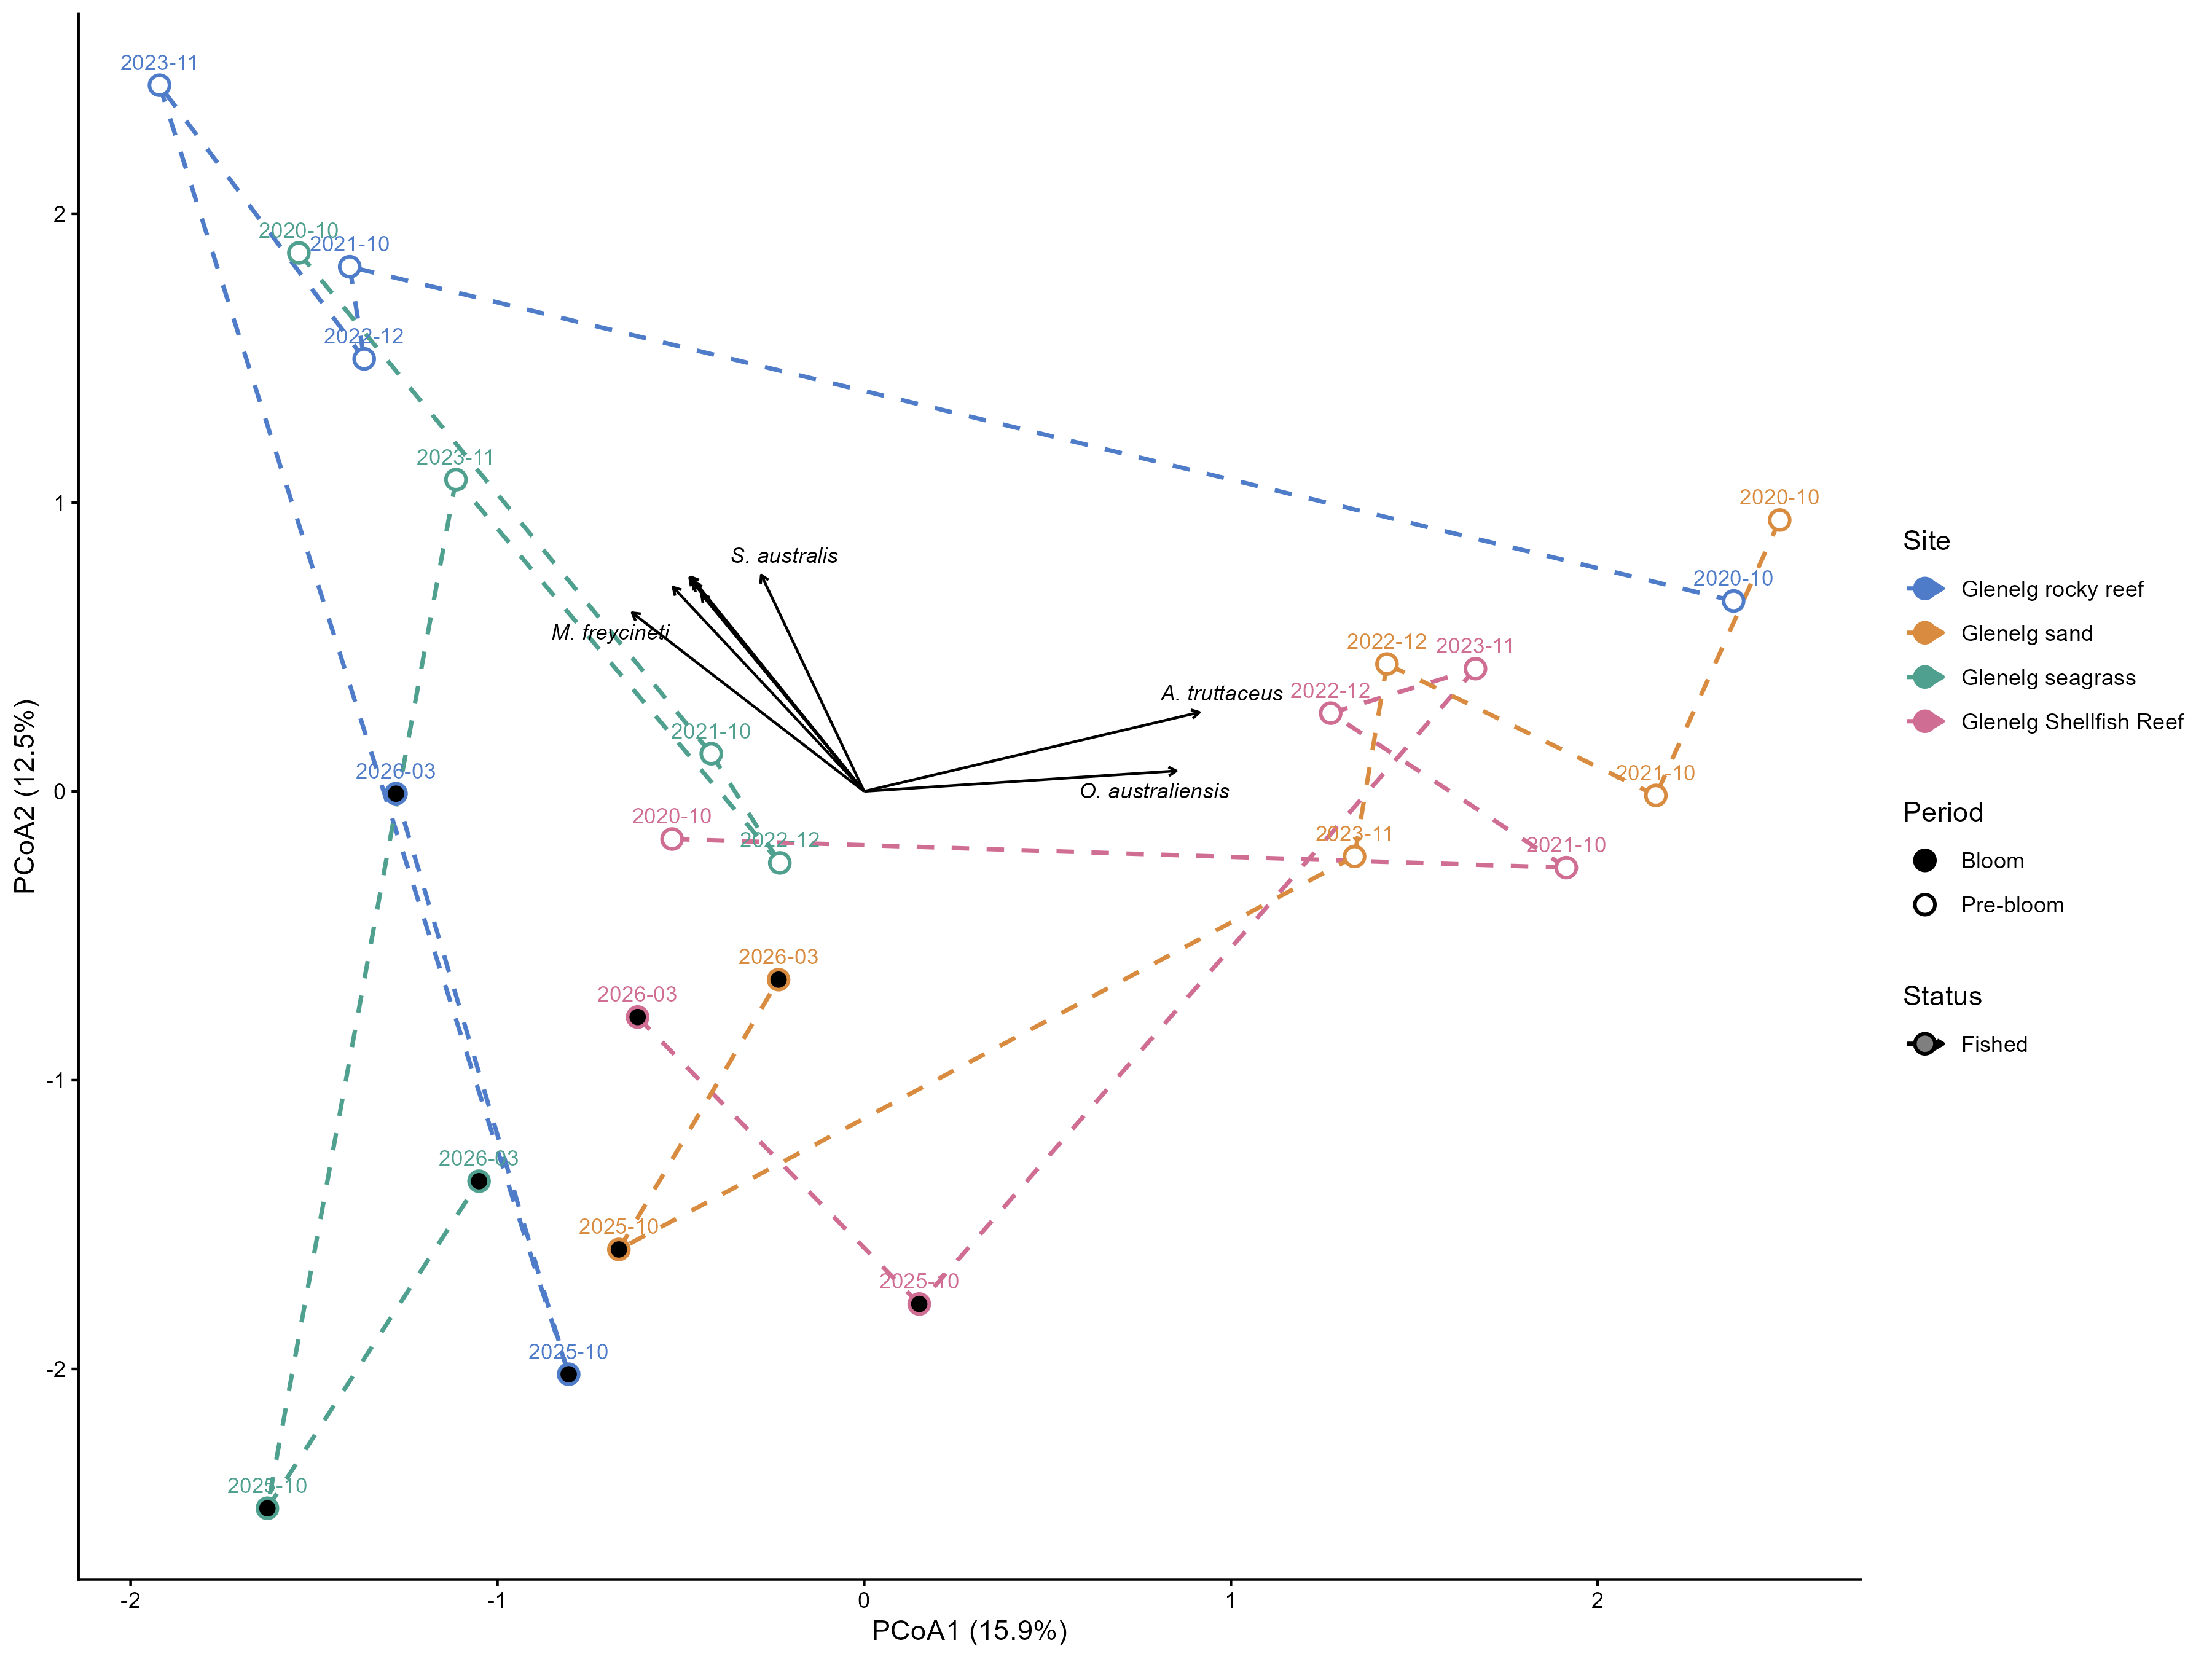 2023-11
2
2020-10
2021-10
2022-12
2023-11
1
2020-10
S. australis
2020-10
M. freycineti
2022-12
2023-11
A. truttaceus
2022-12
2021-10
2026-03
2021-10
0
O. australiensis
2020-10
2022-12
2023-11
2021-10
2026-03
2026-03
-1
2026-03
2025-10
2025-10
2025-10
-2
2025-10
-2
-1
0
1
2
PCoA1 (15.9%)
PCoA2 (12.5%)
Site
Glenelg rocky reef
Glenelg sand
Glenelg seagrass
Glenelg Shellfish Reef
Period
Bloom
Pre-bloom
Status
Fished